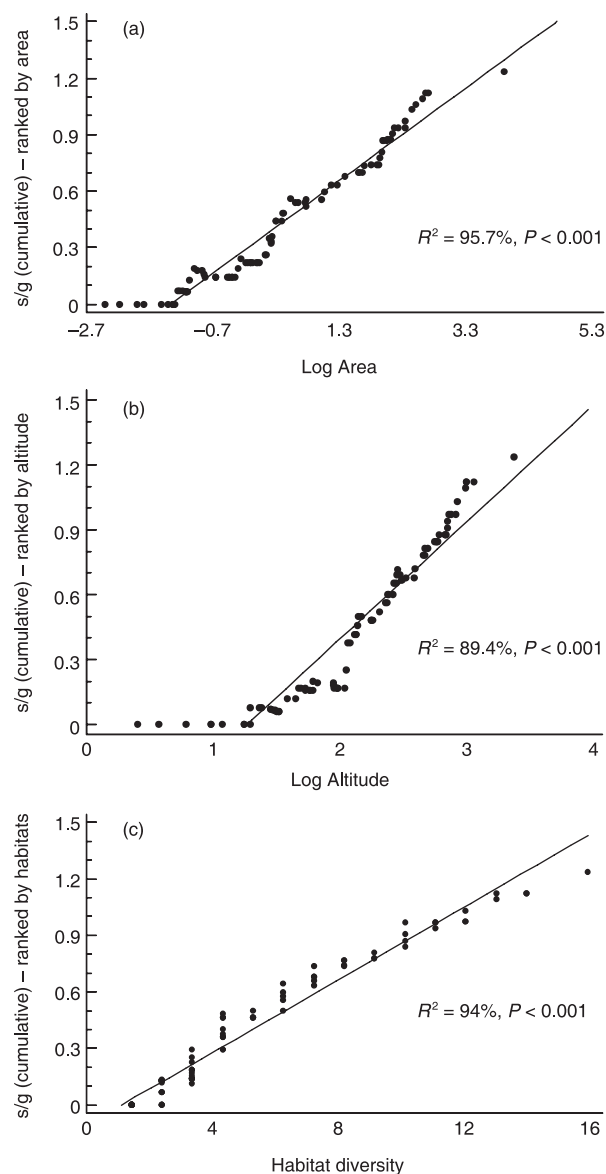 (a)
s/g (cumulative) – ranked by area
1.5
1.2
0.9
0.6
0.3
0
R² = 95.7%, P < 0.001
–2.7 –0.7 1.3 3.3 5.3
Log Area
(b)
s/g (cumulative) – ranked by altitude
1.5
1.2
0.9
0.6
0.3
0
R² = 89.4%, P < 0.001
0 1 2 3 4
Log Altitude
(c)
s/g (cumulative) – ranked by habitats
1.5
1.2
0.9
0.6
0.3
0
R² = 94%, P < 0.001
0 4 8 12 16
Habitat diversity